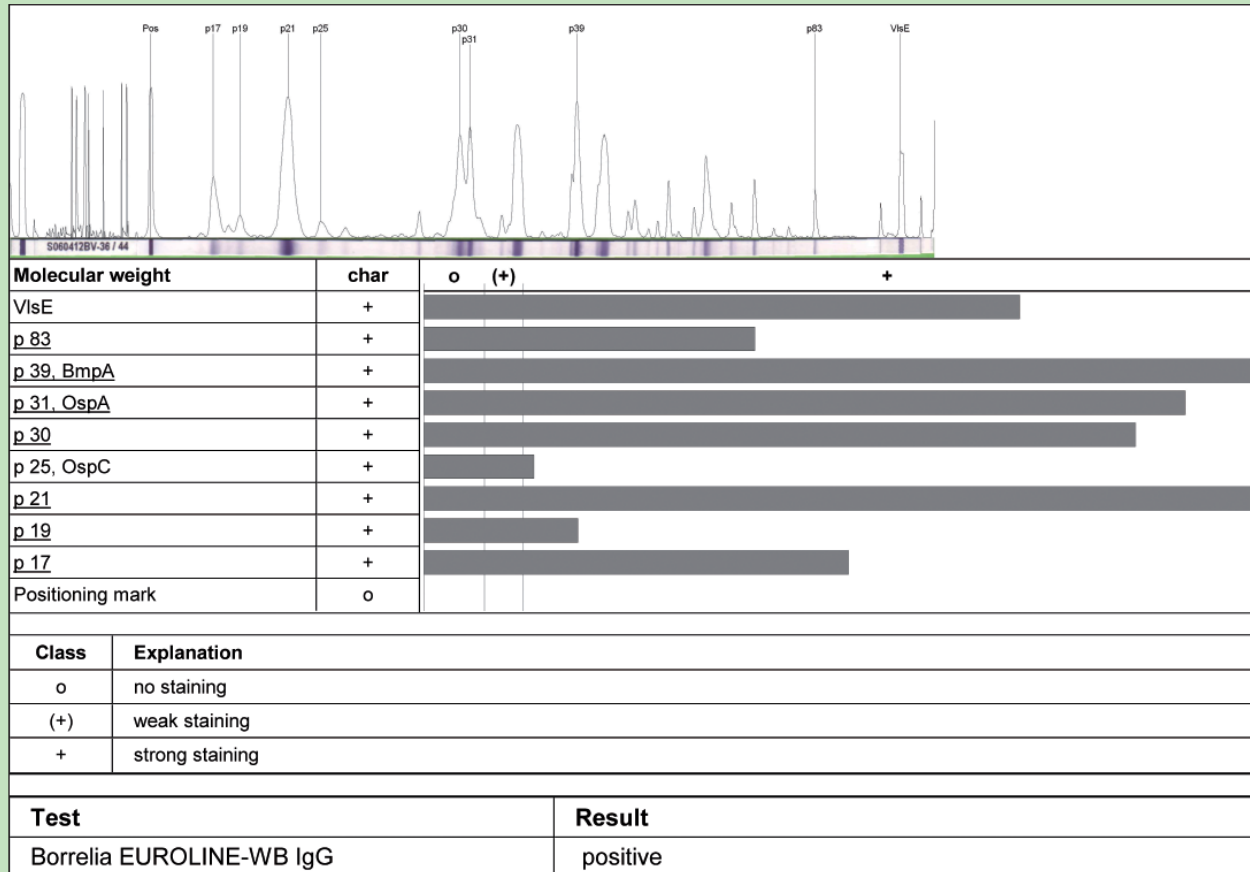 Pos p17 p19 p21 p25 p30 p31 p39 p83 VlsE
S060412BV-36 / 44
Molecular weight char o (+) +
VlsE +
p 83 +
p 39, BmpA +
p 31, OspA +
p 30 +
p 25, OspC +
p 21 +
p 19 +
p 17 +
Positioning mark o
Class Explanation
o no staining
(+) weak staining
+ strong staining
Test Result
Borrelia EUROLINE-WB IgG positive